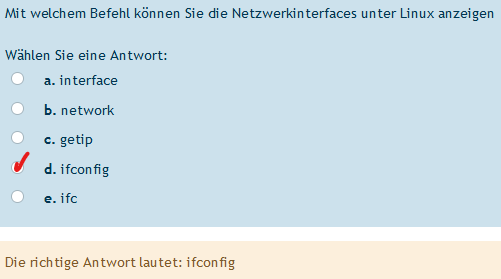 Mit welchem Befehl können Sie die Netzwerkinterfaces unter Linux anzeigen
Wählen Sie eine Antwort:
a. interface
b. network
c. getip
d. ifconfig
e. ifc
Die richtige Antwort lautet: ifconfig